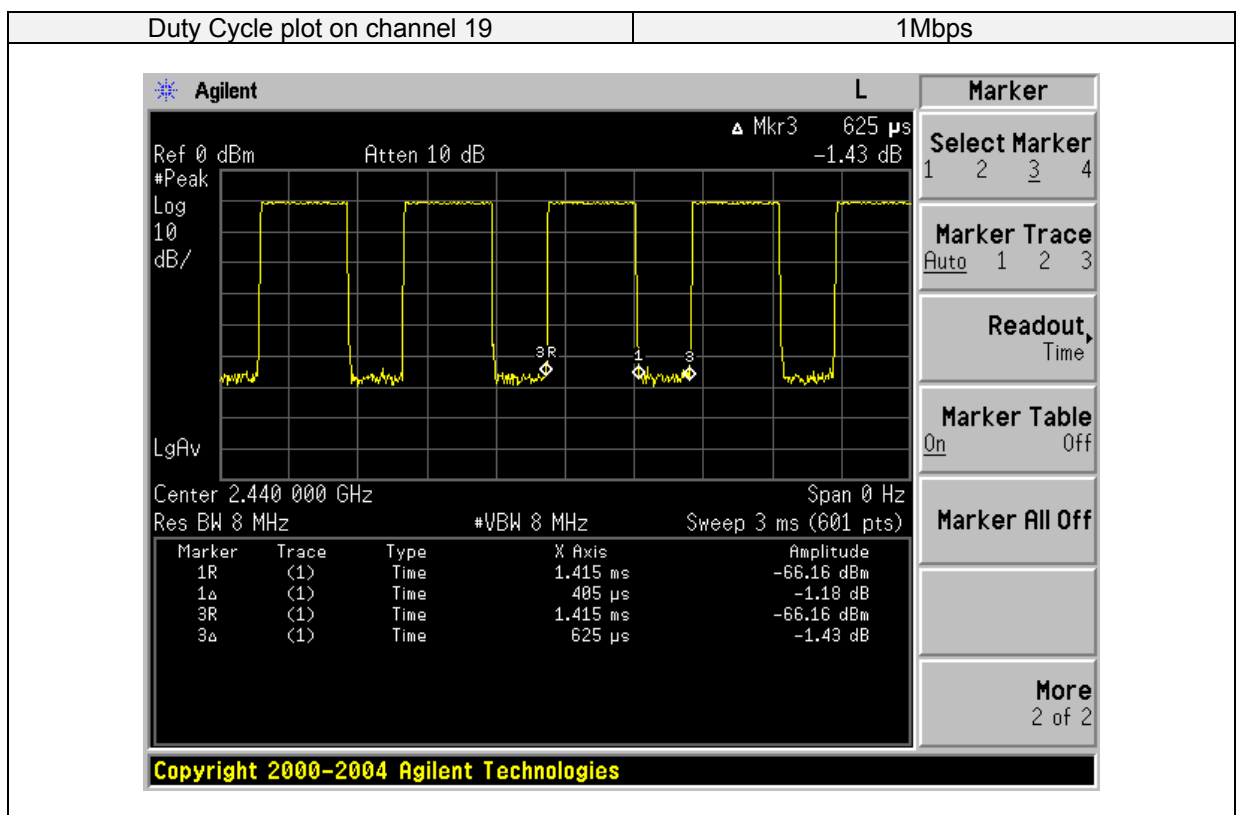 Duty Cycle plot on channel 19 1Mbps
Agilent L Marker
Δ Mkr3 625 µs
Ref 0 dBm Atten 10 dB -1.43 dB
#Peak
Log
10
dB/
3R 1 3
LgAv
Center 2.440 000 GHz Span 0 Hz
Res BW 8 MHz #VBW 8 MHz Sweep 3 ms (601 pts)
Marker Trace Type X Axis Amplitude
1R (1) Time 1.415 ms -66.16 dBm
1Δ (1) Time 405 µs -1.18 dB
3R (1) Time 1.415 ms -66.16 dBm
3Δ (1) Time 625 µs -1.43 dB
Select Marker
1 2 3 4
Marker Trace
Auto 1 2 3
Readout
Time
Marker Table
On Off
Marker All Off
More
2 of 2
Copyright 2000-2004 Agilent Technologies